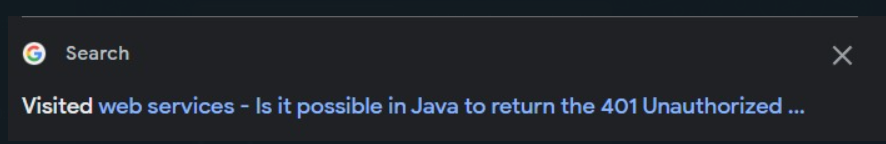 Search
Visited web services - Is it possible in Java to return the 401 Unauthorized ...